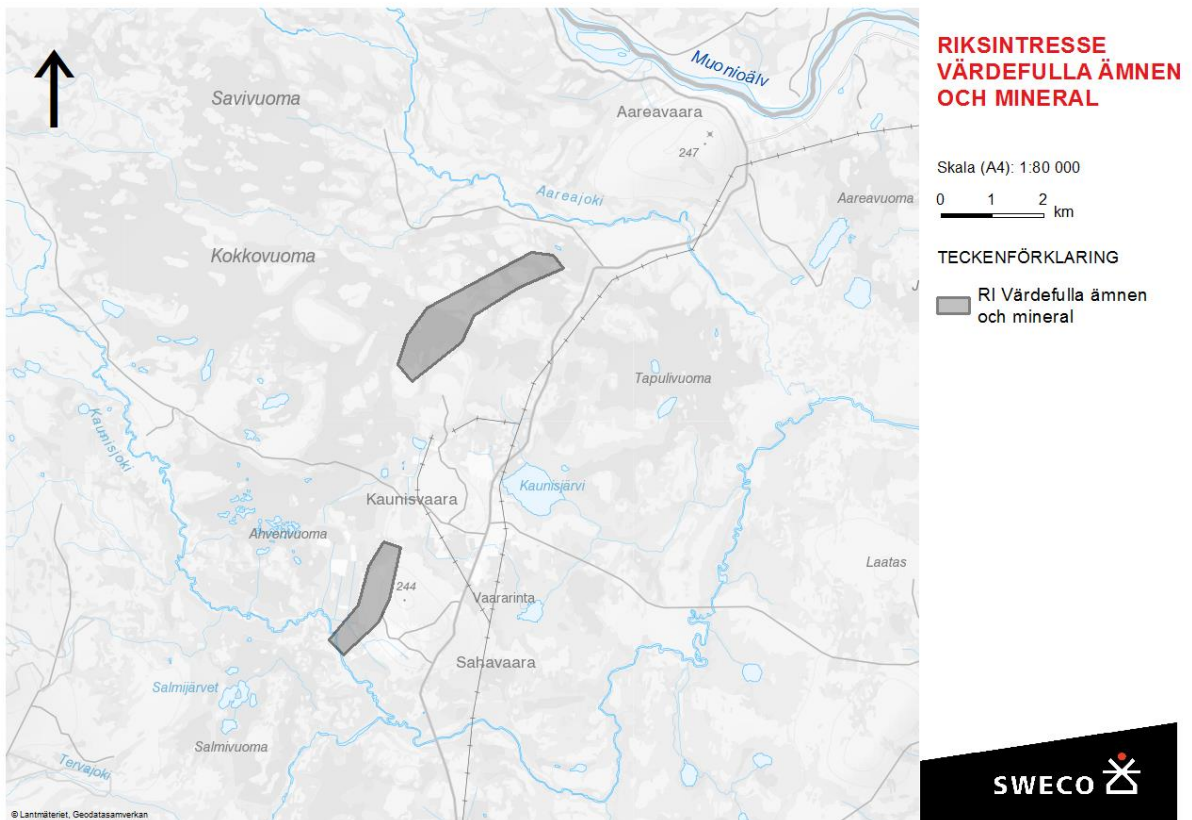 Muonioälv
Savivuoma
Aareavaara
247
Aareajoki
Aareavuoma
Kokkovuoma
J
Tapulivuoma
Kaunisjoki
Kaunisvaara
Kaunisjärvi
Ahvenvuoma
Laatas
244
Vaararinta
Sahavaara
Salmijärvet
Salmivuoma
Tervajoki
© Lantmäteriet, Geodatasamverkan
RIKSINTRESSE
VÄRDEFULLA ÄMNEN
OCH MINERAL
Skala (A4): 1:80 000
0 1 2
km
TECKENFÖRKLARING
RI Värdefulla ämnen
och mineral
SWECO